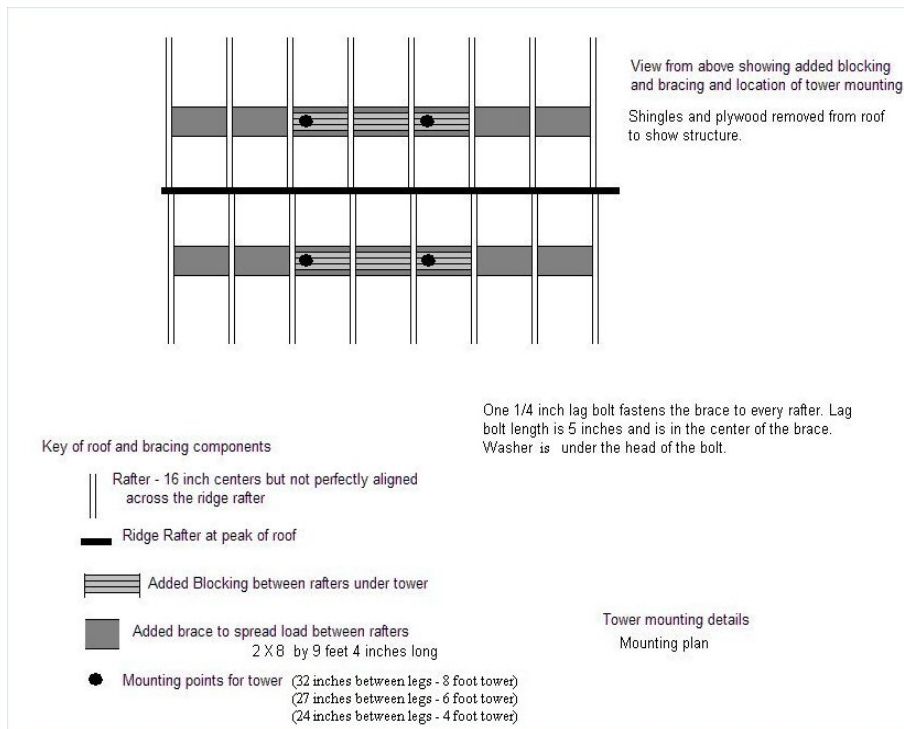 View from above showing added blocking
and bracing and location of tower mounting
Shingles and plywood removed from roof
to show structure.
One 1/4 inch lag bolt fastens the brace to every rafter. Lag
bolt length is 5 inches and is in the center of the brace.
Washer is under the head of the bolt.
Key of roof and bracing components
Rafter - 16 inch centers but not perfectly aligned
across the ridge rafter
Ridge Rafter at peak of roof
Added Blocking between rafters under tower
Added brace to spread load between rafters
2 X 8 by 9 feet 4 inches long
Mounting points for tower (32 inches between legs - 8 foot tower)
(27 inches between legs - 6 foot tower)
(24 inches between legs - 4 foot tower)
Tower mounting details
Mounting plan